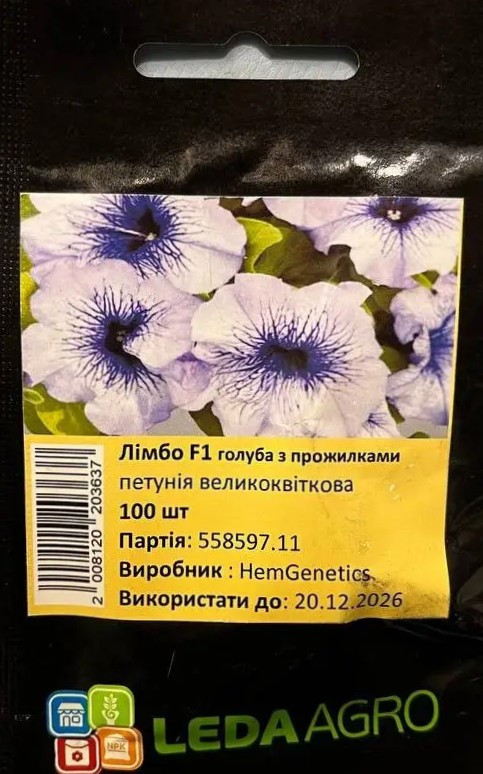 Лімбо F1 голуба з прожилками
петунія великоквіткова
100 шт
Партія: 558597.11
Виробник : HemGenetics
Використати до: 20.12.2026
2 008120 203637
NPK
LEDAAGRO